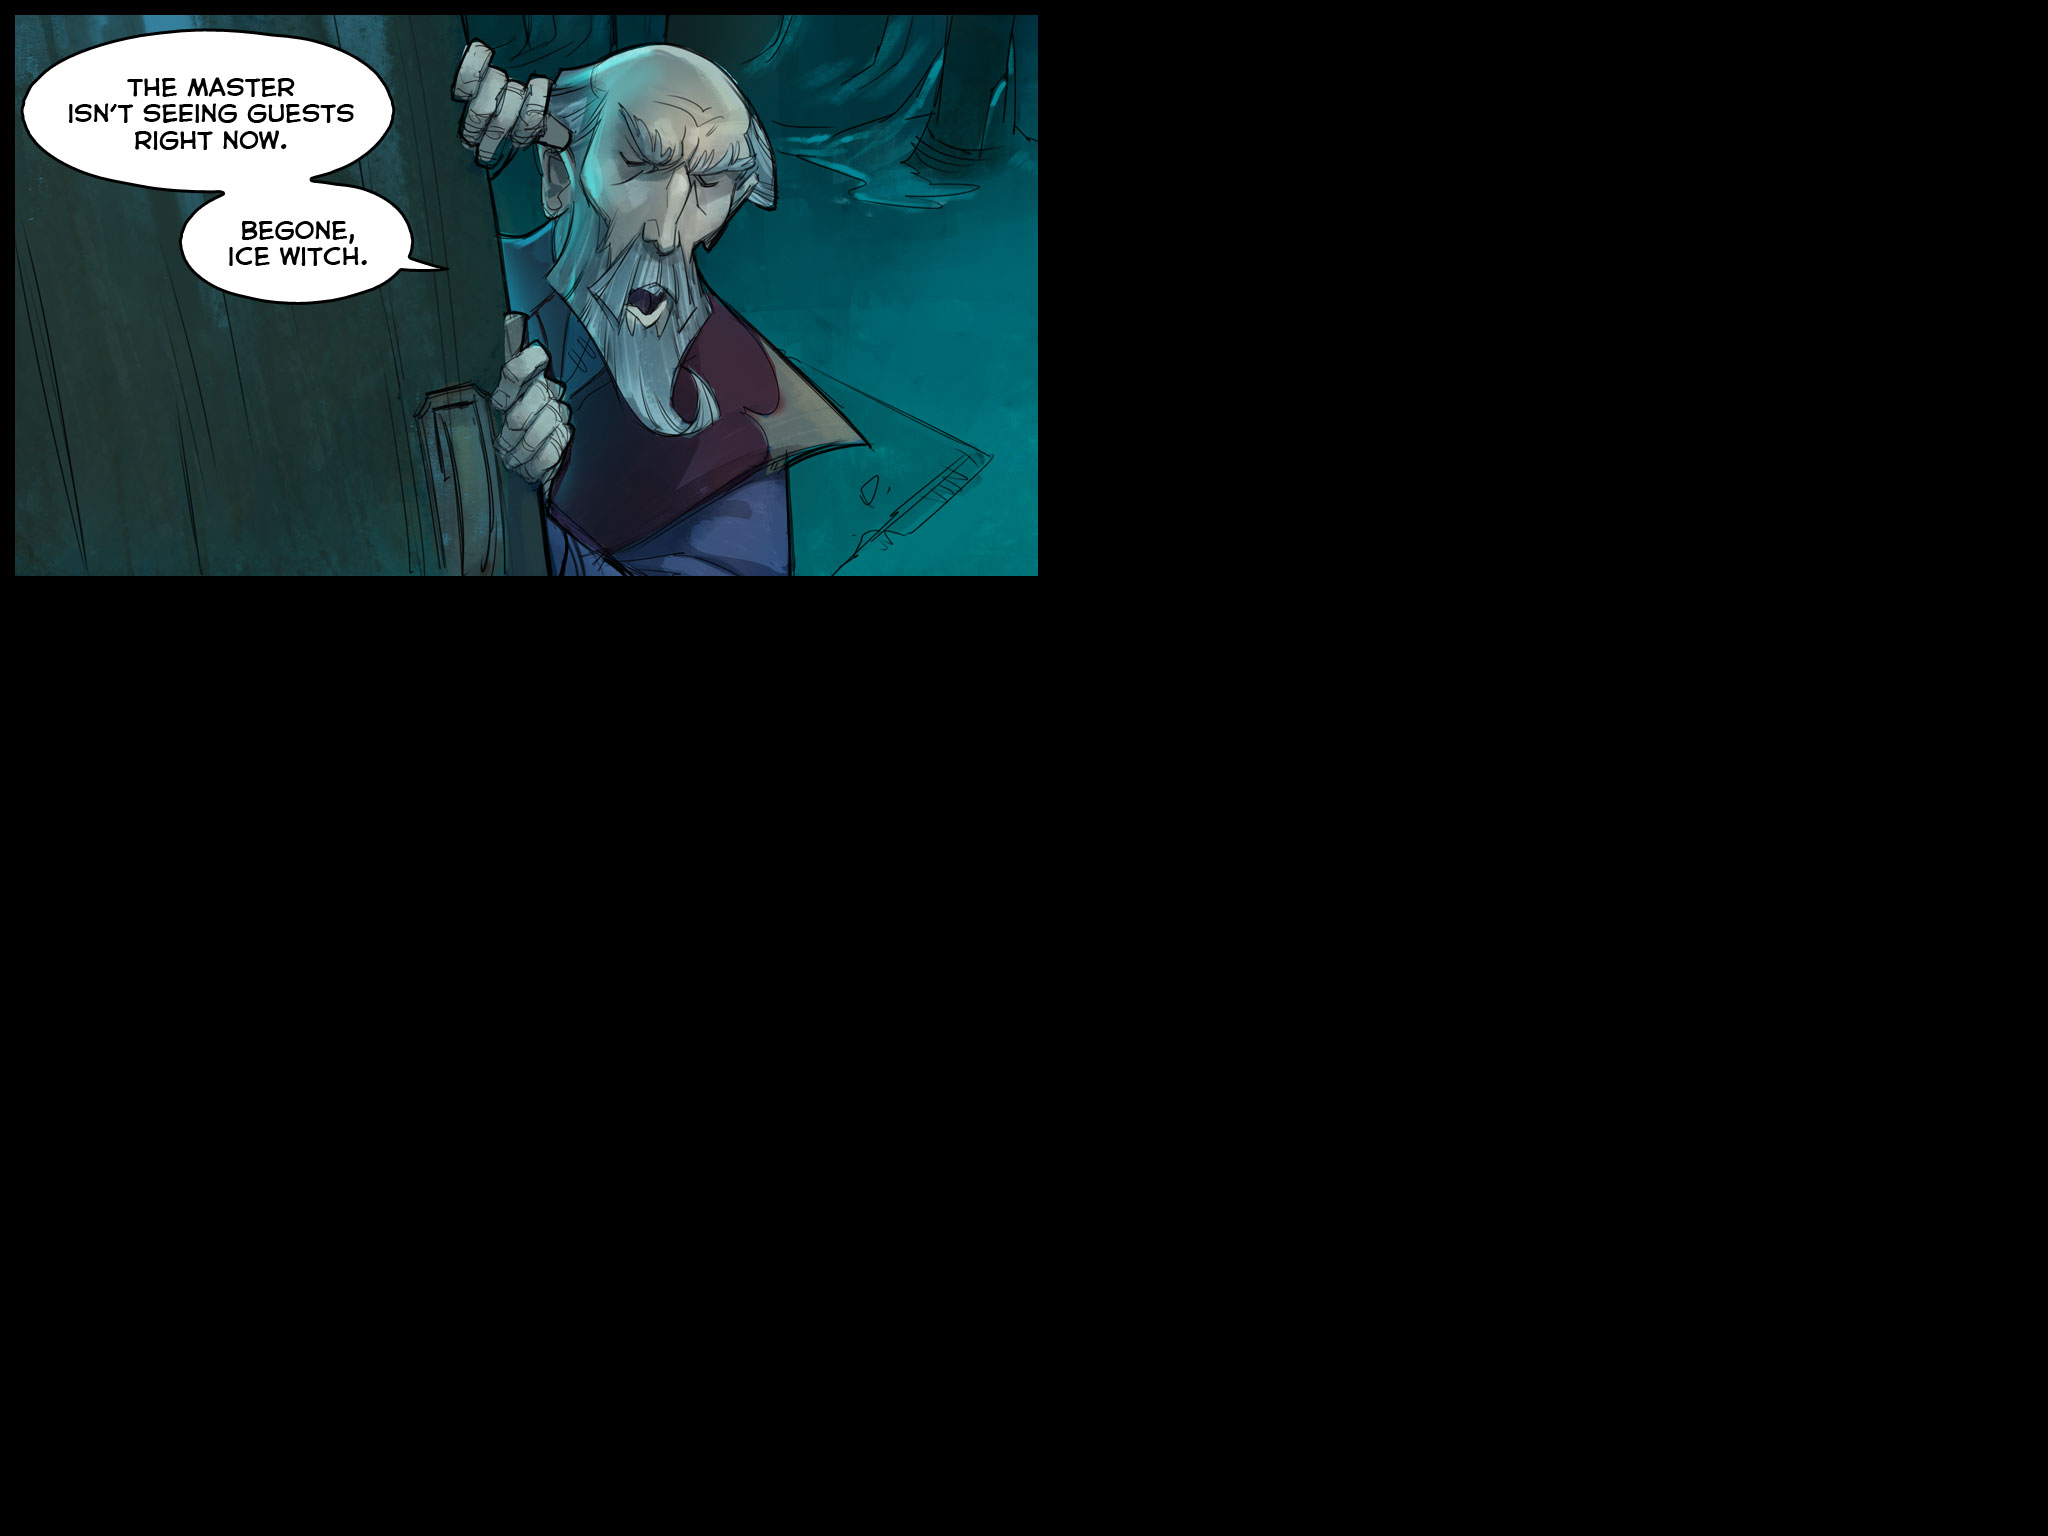 THE MASTER
ISN'T SEEING GUESTS
RIGHT NOW.
BEGONE,
ICE WITCH.